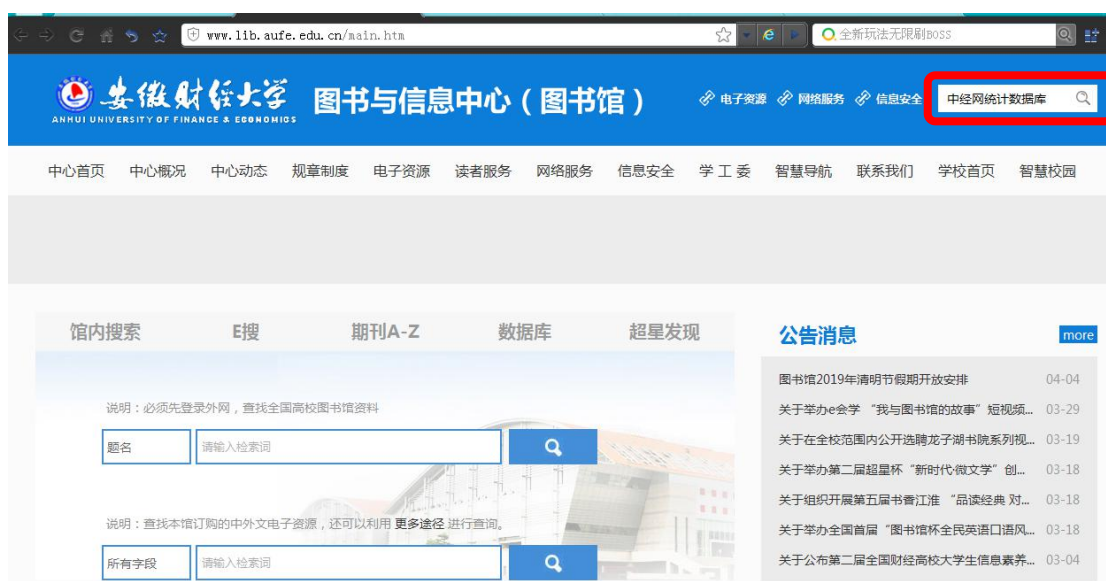 www.lib.aufe.edu.cn/main.htm
全新玩法无限刷BOSS
安徽财经大学
ANHUI UNIVERSITY OF FINANCE & ECONOMICS
图书与信息中心（图书馆）
电子资源 网络服务 信息安全
中经网统计数据库
中心首页 中心概况 中心动态 规章制度 电子资源 读者服务 网络服务 信息安全 学 工 委 智慧导航 联系我们 学校首页 智慧校园
馆内搜索 E搜 期刊A-Z 数据库 超星发现
说明：必须先登录外网，查找全国高校图书馆资料
题名 请输入检索词
说明：查找本馆订购的中外文电子资源，还可以利用 更多途径 进行查询。
所有字段 请输入检索词
公告消息 more
图书馆2019年清明节假期开放安排 04-04
关于举办e会学 “我与图书馆的故事” 短视频... 03-29
关于在全校范围内公开选聘龙子湖书院系列视... 03-19
关于举办第二届超星杯 “新时代·微文学” 创... 03-18
关于组织开展第五届书香江淮 “品读经典 对... 03-18
关于举办全国首届 “图书馆杯全民英语口语风... 03-18
关于公布第二届全国财经高校大学生信息素养... 03-04